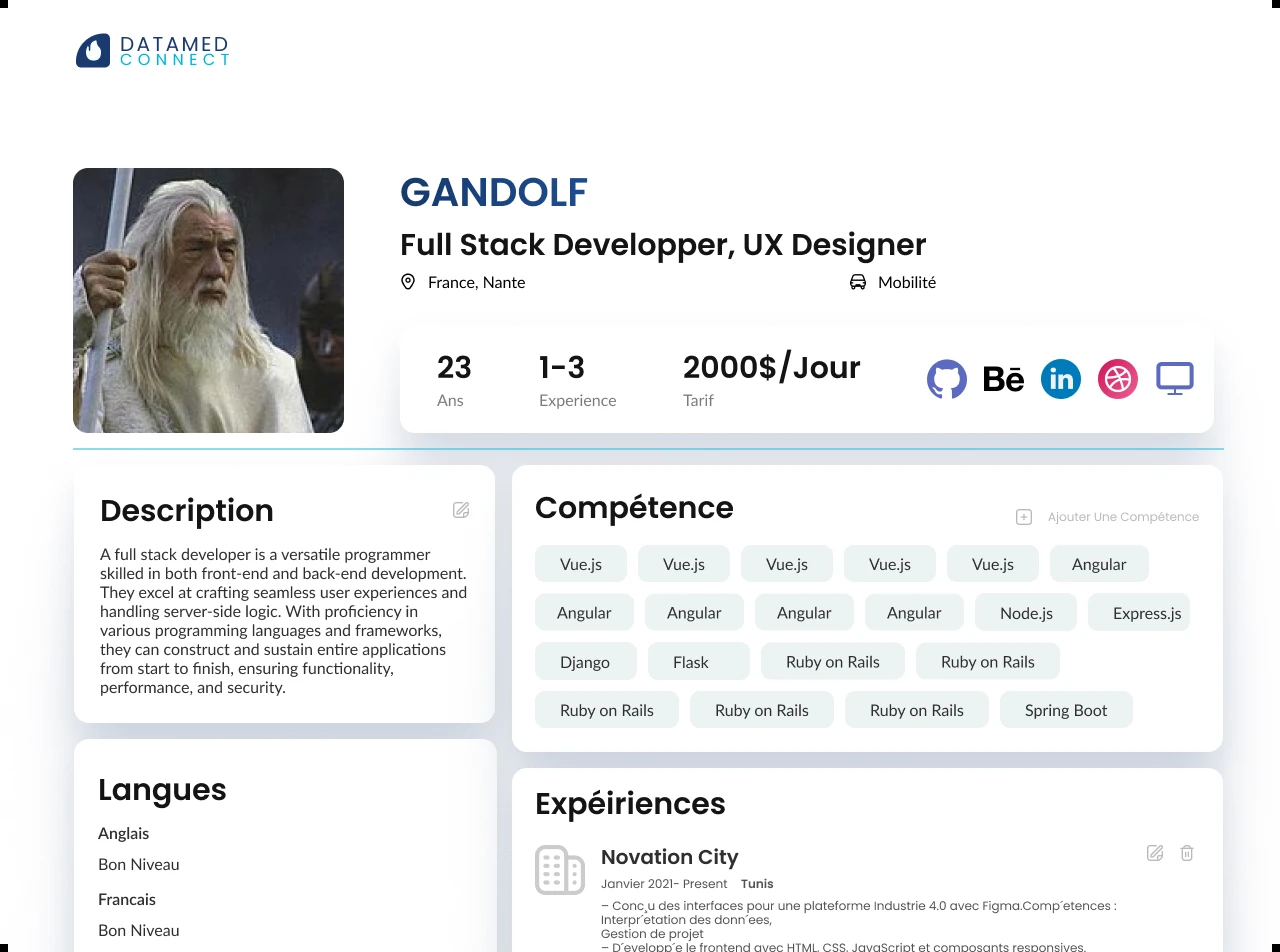 DATAMED
CONNECT
GANDOLF
Full Stack Developper, UX Designer
France, Nante
Mobilité
23
1-3
2000$/Jour
Bē
in
Ans
Experience
Tarif
Description
A full stack developer is a versatile programmer
skilled in both front-end and back-end development.
They excel at crafting seamless user experiences and
handling server-side logic. With proficiency in
various programming languages and frameworks,
they can construct and sustain entire applications
from start to finish, ensuring functionality,
performance, and security.
Langues
Anglais
Bon Niveau
Francais
Bon Niveau
Compétence
Ajouter Une Compétence
Vue.js Vue.js Vue.js Vue.js Vue.js Angular
Angular Angular Angular Angular Node.js Express.js
Django Flask Ruby on Rails Ruby on Rails
Ruby on Rails Ruby on Rails Ruby on Rails Spring Boot
Expéiriences
Novation City
Janvier 2021- Present Tunis
– Conc¸u des interfaces pour une plateforme Industrie 4.0 avec Figma.Comp´etences :
Interpr´etation des donn´ees,
Gestion de projet
– D´evelopp´e le frontend avec HTML, CSS, JavaScript et composants responsives.